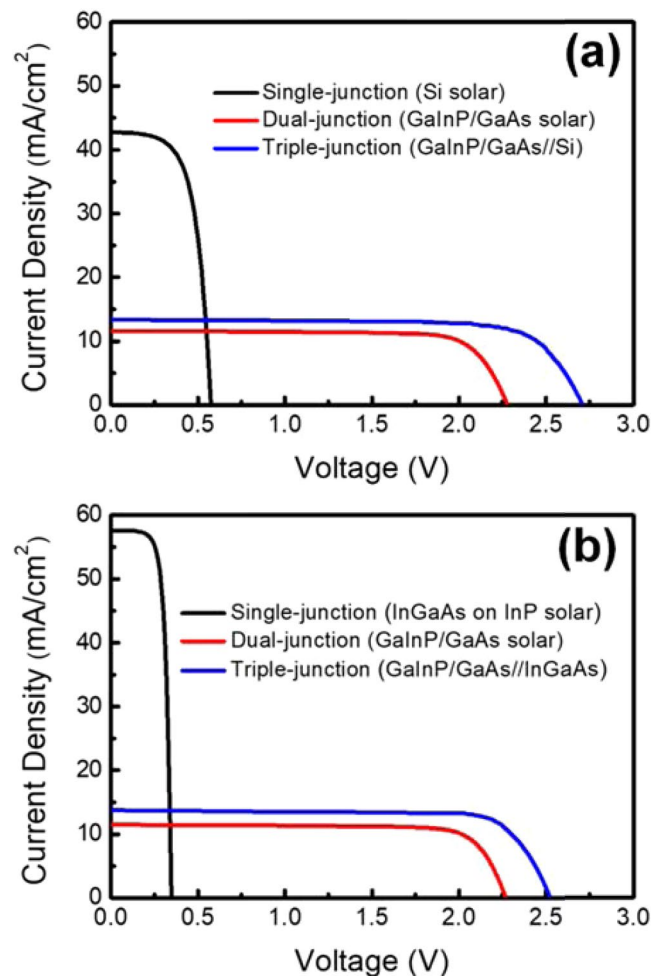 (a)
Single-junction (Si solar)
Dual-junction (GaInP/GaAs solar)
Triple-junction (GaInP/GaAs//Si)
Current Density (mA/cm²)
60
50
40
30
20
10
0
0.0 0.5 1.0 1.5 2.0 2.5 3.0
Voltage (V)
(b)
Single-junction (InGaAs on InP solar)
Dual-junction (GaInP/GaAs solar)
Triple-junction (GaInP/GaAs//InGaAs)
Current Density (mA/cm²)
60
50
40
30
20
10
0
0.0 0.5 1.0 1.5 2.0 2.5 3.0
Voltage (V)